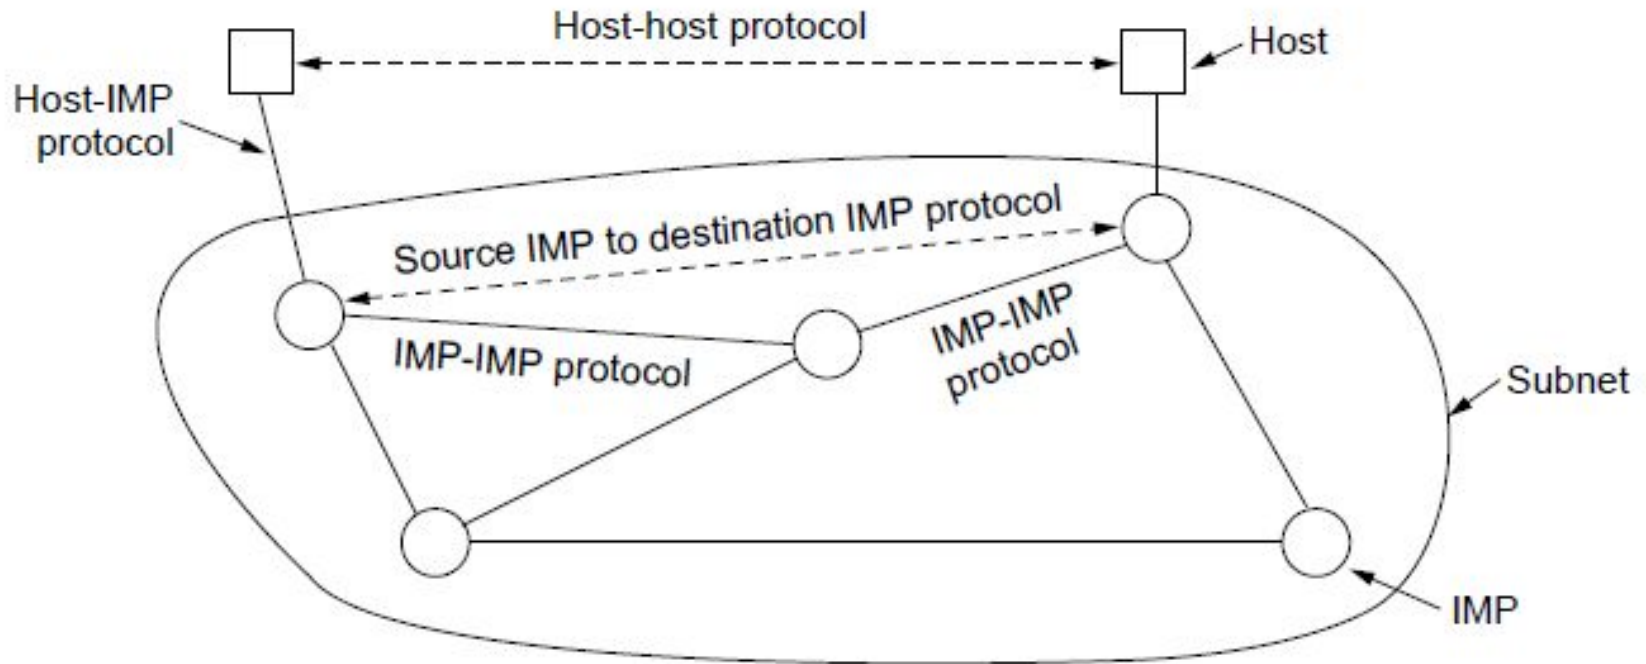 Host-host protocol
Host
Host-IMP
protocol
Source IMP to destination IMP protocol
IMP-IMP protocol
IMP-IMP
protocol
Subnet
IMP